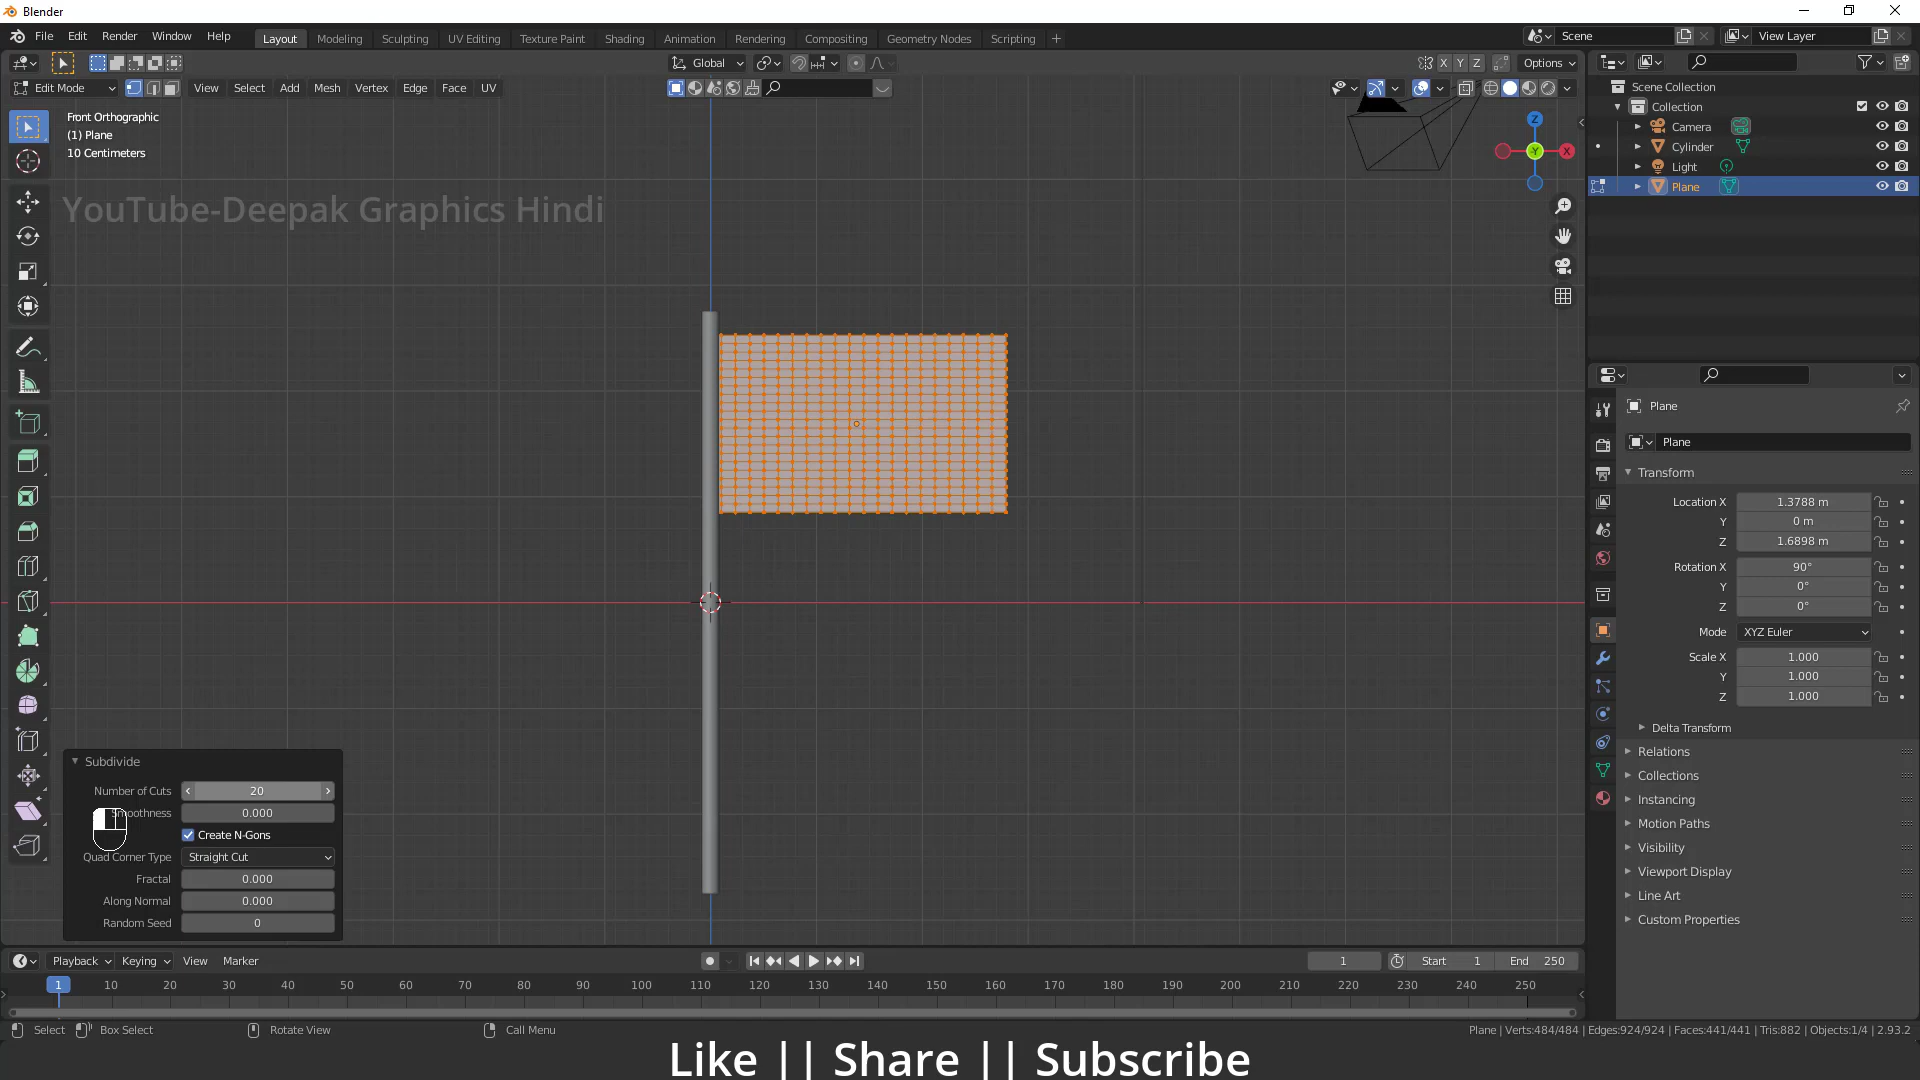 Blender
File Edit Render Window Help
Layout Modeling Sculpting UV Editing Texture Paint Shading Animation Rendering Compositing Geometry Nodes Scripting +
Scene
View Layer
Global
X Y Z
Options
Edit Mode
View Select Add Mesh Vertex Edge Face UV
Front Orthographic
(1) Plane
10 Centimeters
YouTube-Deepak Graphics Hindi
Z
Y
X
Scene Collection
Collection
Camera
Cylinder
Light
Plane
Plane
Plane
Transform
Location X 1.3788 m
Y 0 m
Z 1.6898 m
Rotation X 90°
Y 0°
Z 0°
Mode XYZ Euler
Scale X 1.000
Y 1.000
Z 1.000
Delta Transform
Relations
Collections
Instancing
Motion Paths
Visibility
Viewport Display
Line Art
Custom Properties
Subdivide
Number of Cuts 20
Smoothness 0.000
Create N-Gons
Quad Corner Type Straight Cut
Fractal 0.000
Along Normal 0.000
Random Seed 0
Playback Keying View Marker
1
Start 1
End 250
1 10 20 30 40 50 60 70 80 90 100 110 120 130 140 150 160 170 180 190 200 210 220 230 240 250
Select Box Select Rotate View Call Menu
Plane | Verts:484/484 | Edges:924/924 | Faces:441/441 | Tris:882 | Objects:1/4 | 2.93.2
Like || Share || Subscribe